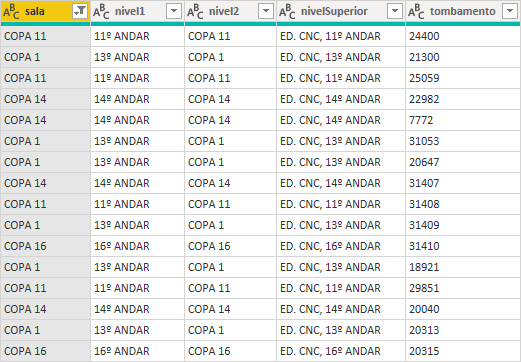 ABC sala ABC nivel1 ABC nivel2 ABC nivelSuperior ABC tombamento
COPA 11 11º ANDAR COPA 11 ED. CNC, 11º ANDAR 24400
COPA 1 13º ANDAR COPA 1 ED. CNC, 13º ANDAR 21300
COPA 11 11º ANDAR COPA 11 ED. CNC, 11º ANDAR 25059
COPA 14 14º ANDAR COPA 14 ED. CNC, 14º ANDAR 22982
COPA 14 14º ANDAR COPA 14 ED. CNC, 14º ANDAR 7772
COPA 1 13º ANDAR COPA 1 ED. CNC, 13º ANDAR 31053
COPA 1 13º ANDAR COPA 1 ED. CNC, 13º ANDAR 20647
COPA 14 14º ANDAR COPA 14 ED. CNC, 14º ANDAR 31407
COPA 11 11º ANDAR COPA 11 ED. CNC, 11º ANDAR 31408
COPA 1 13º ANDAR COPA 1 ED. CNC, 13º ANDAR 31409
COPA 16 16º ANDAR COPA 16 ED. CNC, 16º ANDAR 31410
COPA 1 13º ANDAR COPA 1 ED. CNC, 13º ANDAR 18921
COPA 11 11º ANDAR COPA 11 ED. CNC, 11º ANDAR 29851
COPA 14 14º ANDAR COPA 14 ED. CNC, 14º ANDAR 20040
COPA 1 13º ANDAR COPA 1 ED. CNC, 13º ANDAR 20313
COPA 16 16º ANDAR COPA 16 ED. CNC, 16º ANDAR 20315